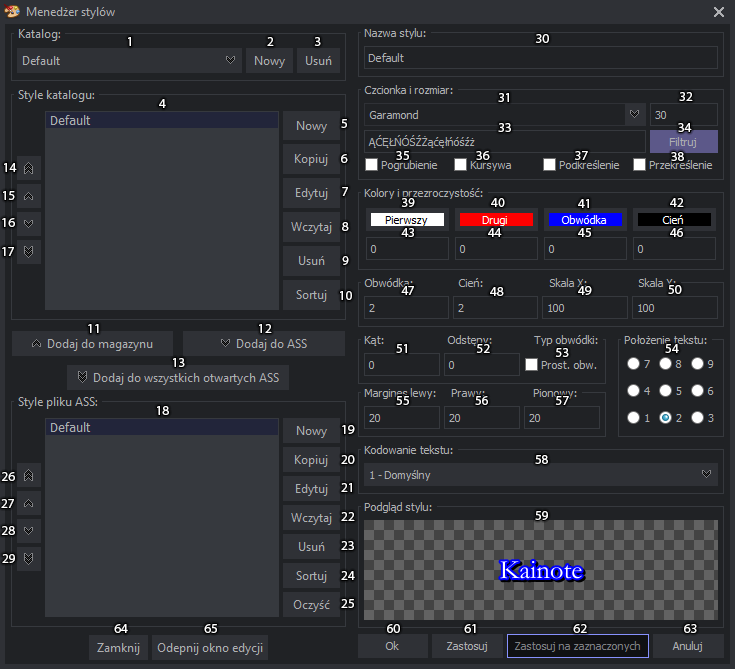 Menedżer stylów
Katalog:
1 2 3
Default Nowy Usuń
Style katalogu:
4
Default
Nowy 5
Kopiuj 6
Edytuj 7
Wczytaj 8
Usuń 9
Sortuj 10
14
15
16
17
11 12
Dodaj do magazynu Dodaj do ASS
13
Dodaj do wszystkich otwartych ASS
Style pliku ASS:
18
Default
Nowy 19
Kopiuj 20
Edytuj 21
Wczytaj 22
Usuń 23
Sortuj 24
Oczyść 25
26
27
28
29
64 65
Zamknij Odepnij okno edycji
Nazwa stylu:
30
Default
Czcionka i rozmiar:
31 32
Garamond 30
33 34
ĄĆĘŁŃÓŚŹŻąćęłńóśźż Filtruj
35 36 37 38
Pogrubienie Kursywa Podkreślenie Przekreślenie
Kolory i przezroczystość:
39 40 41 42
Pierwszy Drugi Obwódka Cień
43 44 45 46
0 0 0 0
Obwódka: Cień: Skala X: Skala Y:
47 48 49 50
2 2 100 100
Kąt: Odstępy: Typ obwódki:
51 52 53
0 0 Prost. obw.
Położenie tekstu:
54
7 8 9
4 5 6
1 2 3
Margines lewy: Prawy: Pionowy:
55 56 57
20 20 20
Kodowanie tekstu:
58
1 - Domyślny
Podgląd stylu:
59
Kainote
60 61 62 63
Ok Zastosuj Zastosuj na zaznaczonych Anuluj